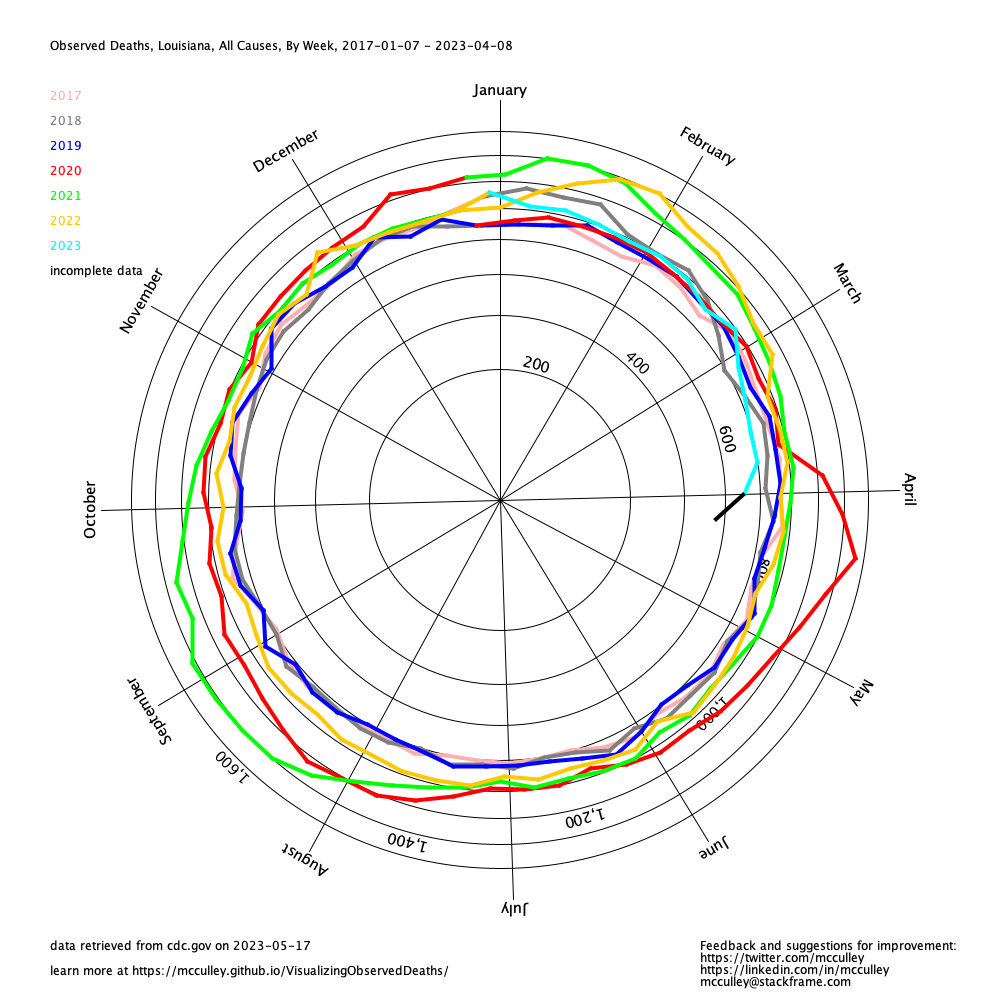 Observed Deaths, Louisiana, All Causes, By Week, 2017-01-07 - 2023-04-08
January
2017
2018
2019
2020
2021
2022
2023
incomplete data
December
February
November
March
200
400
600
October
April
800
September
May
1,000
1,600
1,200
1,400
August
June
July
data retrieved from cdc.gov on 2023-05-17
learn more at https://mcculley.github.io/VisualizingObservedDeaths/
Feedback and suggestions for improvement:
https://twitter.com/mcculley
https://linkedin.com/in/mcculley
mcculley@stackframe.com